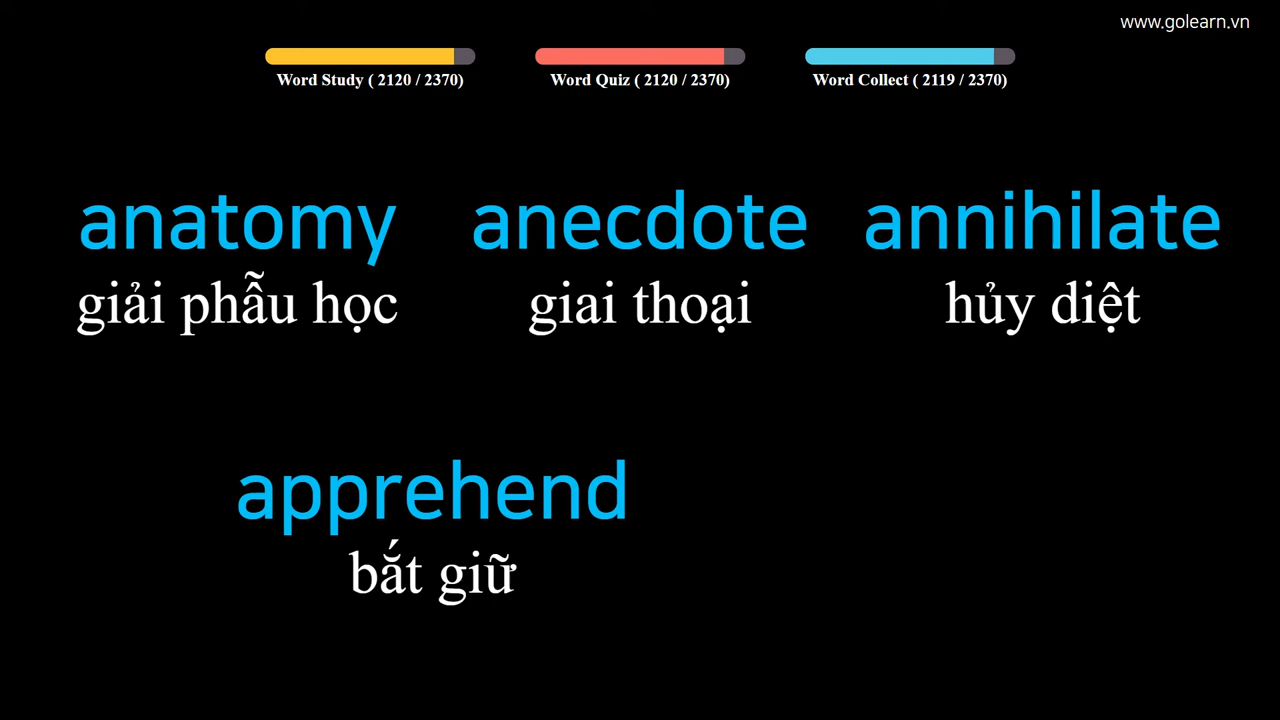 www.golearn.vn
Word Study ( 2120 / 2370)
Word Quiz ( 2120 / 2370)
Word Collect ( 2119 / 2370)
anatomy
giải phẫu học
anecdote
giai thoại
annihilate
hủy diệt
apprehend
bắt giữ